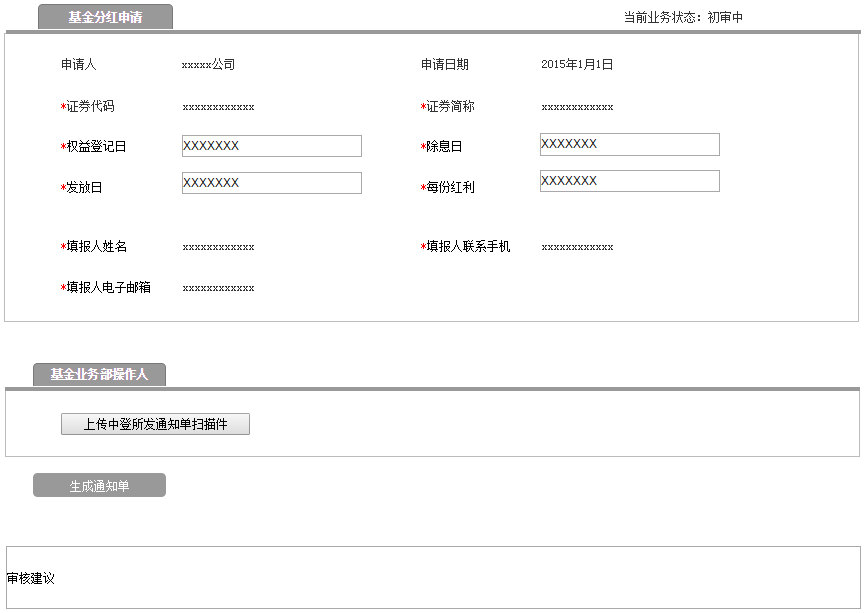 基金分红申请 当前业务状态：初审中
申请人 xxxxx公司 申请日期 2015年1月1日
*证券代码 xxxxxxxxxxxx *证券简称 xxxxxxxxxxxx
*权益登记日 XXXXXXX *除息日 XXXXXXX
*发放日 XXXXXXX *每份红利 XXXXXXX
*填报人姓名 xxxxxxxxxxxx *填报人联系手机 xxxxxxxxxxxx
*填报人电子邮箱 xxxxxxxxxxxx
基金业务部操作人
上传中登所发通知单扫描件
生成通知单
审核建议